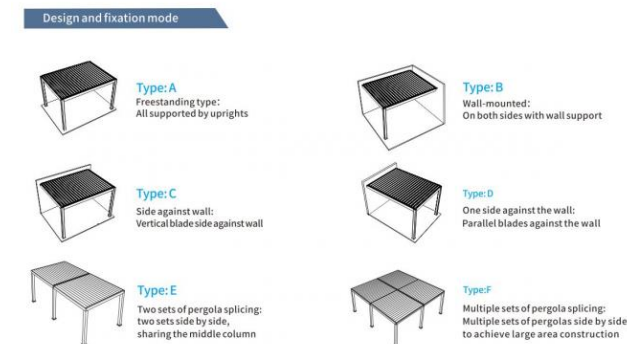 Design and fixation mode
Type: A
Freestanding type:
All supported by uprights
Type: B
Wall-mounted:
On both sides with wall support
Type: C
Side against wall:
Vertical blade side against wall
Type: D
One side against the wall:
Parallel blades against the wall
Type: E
Two sets of pergola splicing:
two sets side by side,
sharing the middle column
Type:F
Multiple sets of pergola splicing:
Multiple sets of pergolas side by side
to achieve large area construction